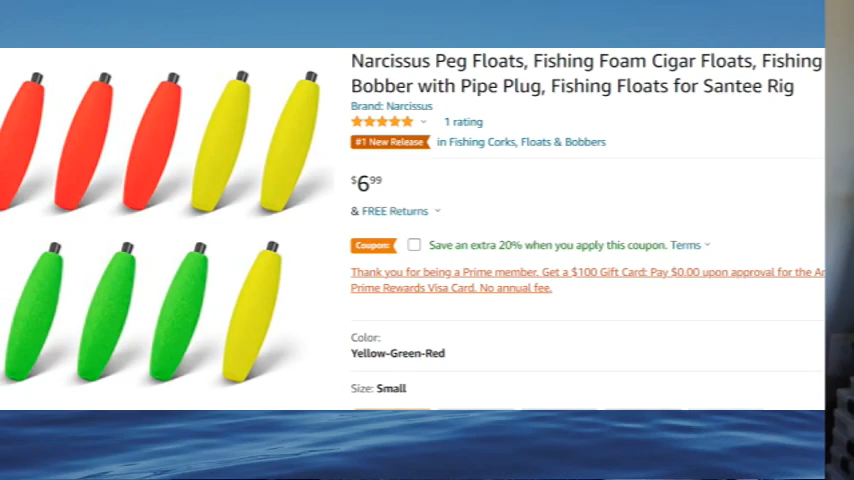 Narcissus Peg Floats, Fishing Foam Cigar Floats, Fishing
Bobber with Pipe Plug, Fishing Floats for Santee Rig
Brand: Narcissus
1 rating
#1 New Release in Fishing Corks, Floats & Bobbers
$6.99
& FREE Returns
Coupon: Save an extra 20% when you apply this coupon. Terms
Thank you for being a Prime member. Get a $100 Gift Card: Pay $0.00 upon approval for the
Prime Rewards Visa Card. No annual fee.
Color:
Yellow-Green-Red
Size: Small